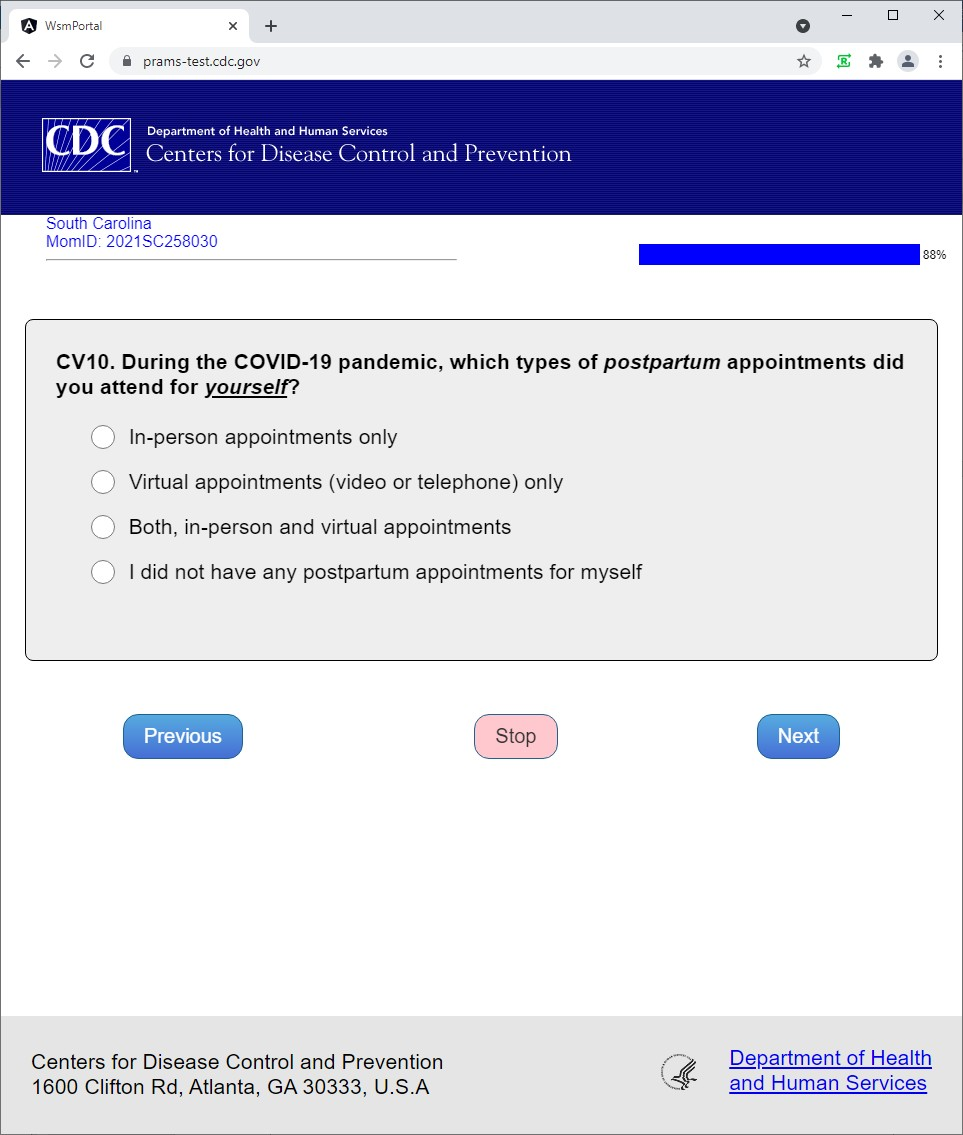 WsmPortal
prams-test.cdc.gov
CDC
Department of Health and Human Services
Centers for Disease Control and Prevention
South Carolina
MomID: 2021SC258030
88%
CV10. During the COVID-19 pandemic, which types of postpartum appointments did
you attend for yourself?
In-person appointments only
Virtual appointments (video or telephone) only
Both, in-person and virtual appointments
I did not have any postpartum appointments for myself
Previous
Stop
Next
Centers for Disease Control and Prevention
1600 Clifton Rd, Atlanta, GA 30333, U.S.A
Department of Health
and Human Services